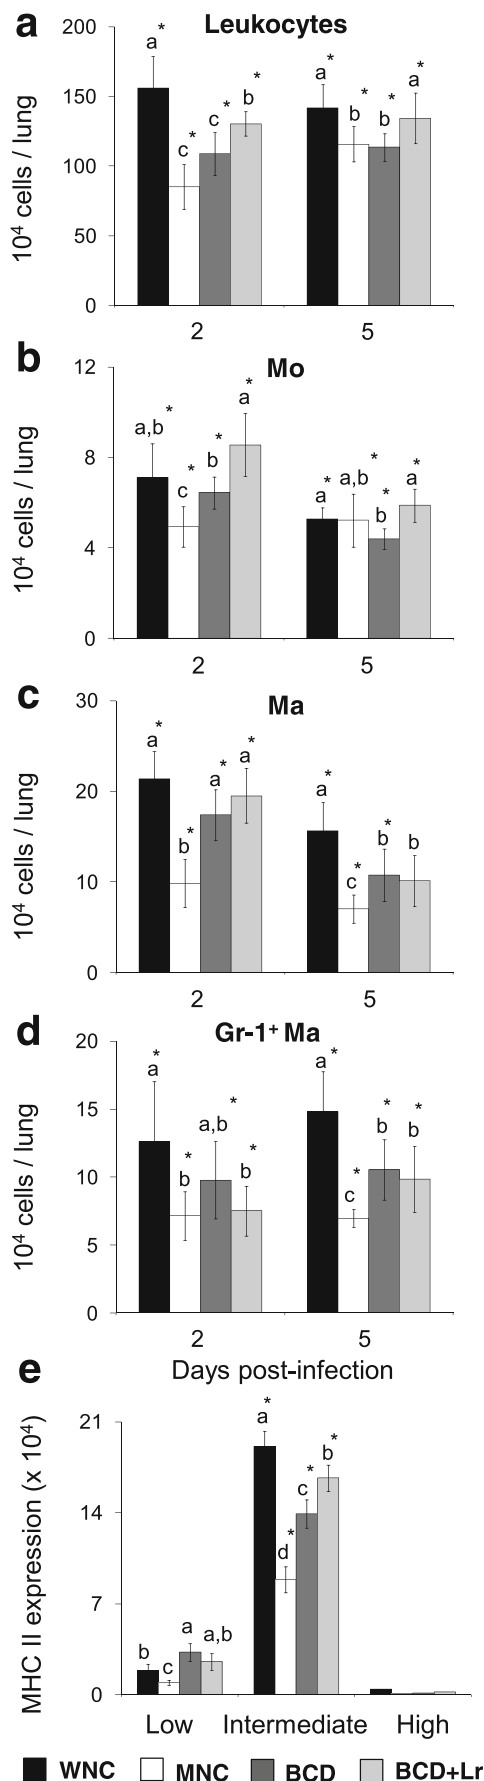 a Leukocytes
200
150
100
50
0
10⁴ cells / lung
a* c* c* b* a* b* b* a*
2 5
b Mo
12
8
4
0
10⁴ cells / lung
a,b* c* b* a* a* a,b* b* a*
2 5
c Ma
30
20
10
0
10⁴ cells / lung
a* b* a* a* a* c* b* b
2 5
d Gr-1⁺ Ma
20
15
10
5
0
10⁴ cells / lung
a* b* a,b* b* a* c* b* b*
2 5
Days post-infection
e
21
14
7
0
MHC II expression (x 10⁴)
b c a a,b a* d* c* b*
Low Intermediate High
WNC MNC BCD BCD+Lr